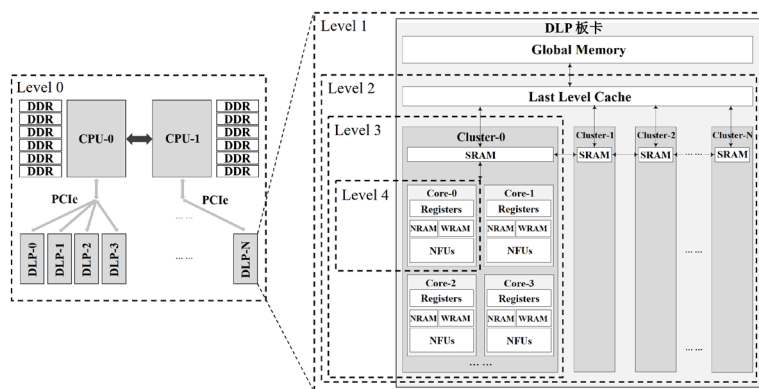 Level 0
DDR
DDR
DDR
DDR
DDR
DDR
CPU-0
CPU-1
DDR
DDR
DDR
DDR
DDR
DDR
PCIe
PCIe
... ...
DLP-0
DLP-1
DLP-2
DLP-3
... ...
DLP-N
Level 1
DLP 板卡
Global Memory
Level 2
Last Level Cache
Level 3
Cluster-0
SRAM
Cluster-1
SRAM
Cluster-2
SRAM
... ...
Cluster-N
SRAM
Level 4
Core-0
Registers
NRAM WRAM
NFUs
Core-1
Registers
NRAM WRAM
NFUs
Core-2
Registers
NRAM WRAM
NFUs
Core-3
Registers
NRAM WRAM
NFUs
... ...
... ...
... ...